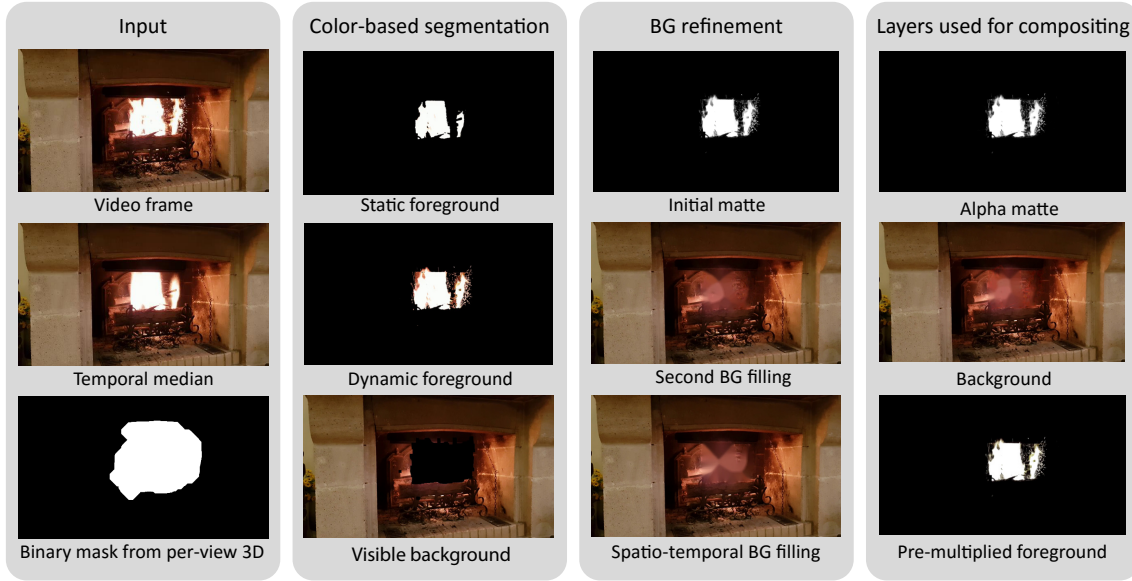 Input
Video frame
Temporal median
Binary mask from per-view 3D
Color-based segmentation
Static foreground
Dynamic foreground
Visible background
BG refinement
Initial matte
Second BG filling
Spatio-temporal BG filling
Layers used for compositing
Alpha matte
Background
Pre-multiplied foreground